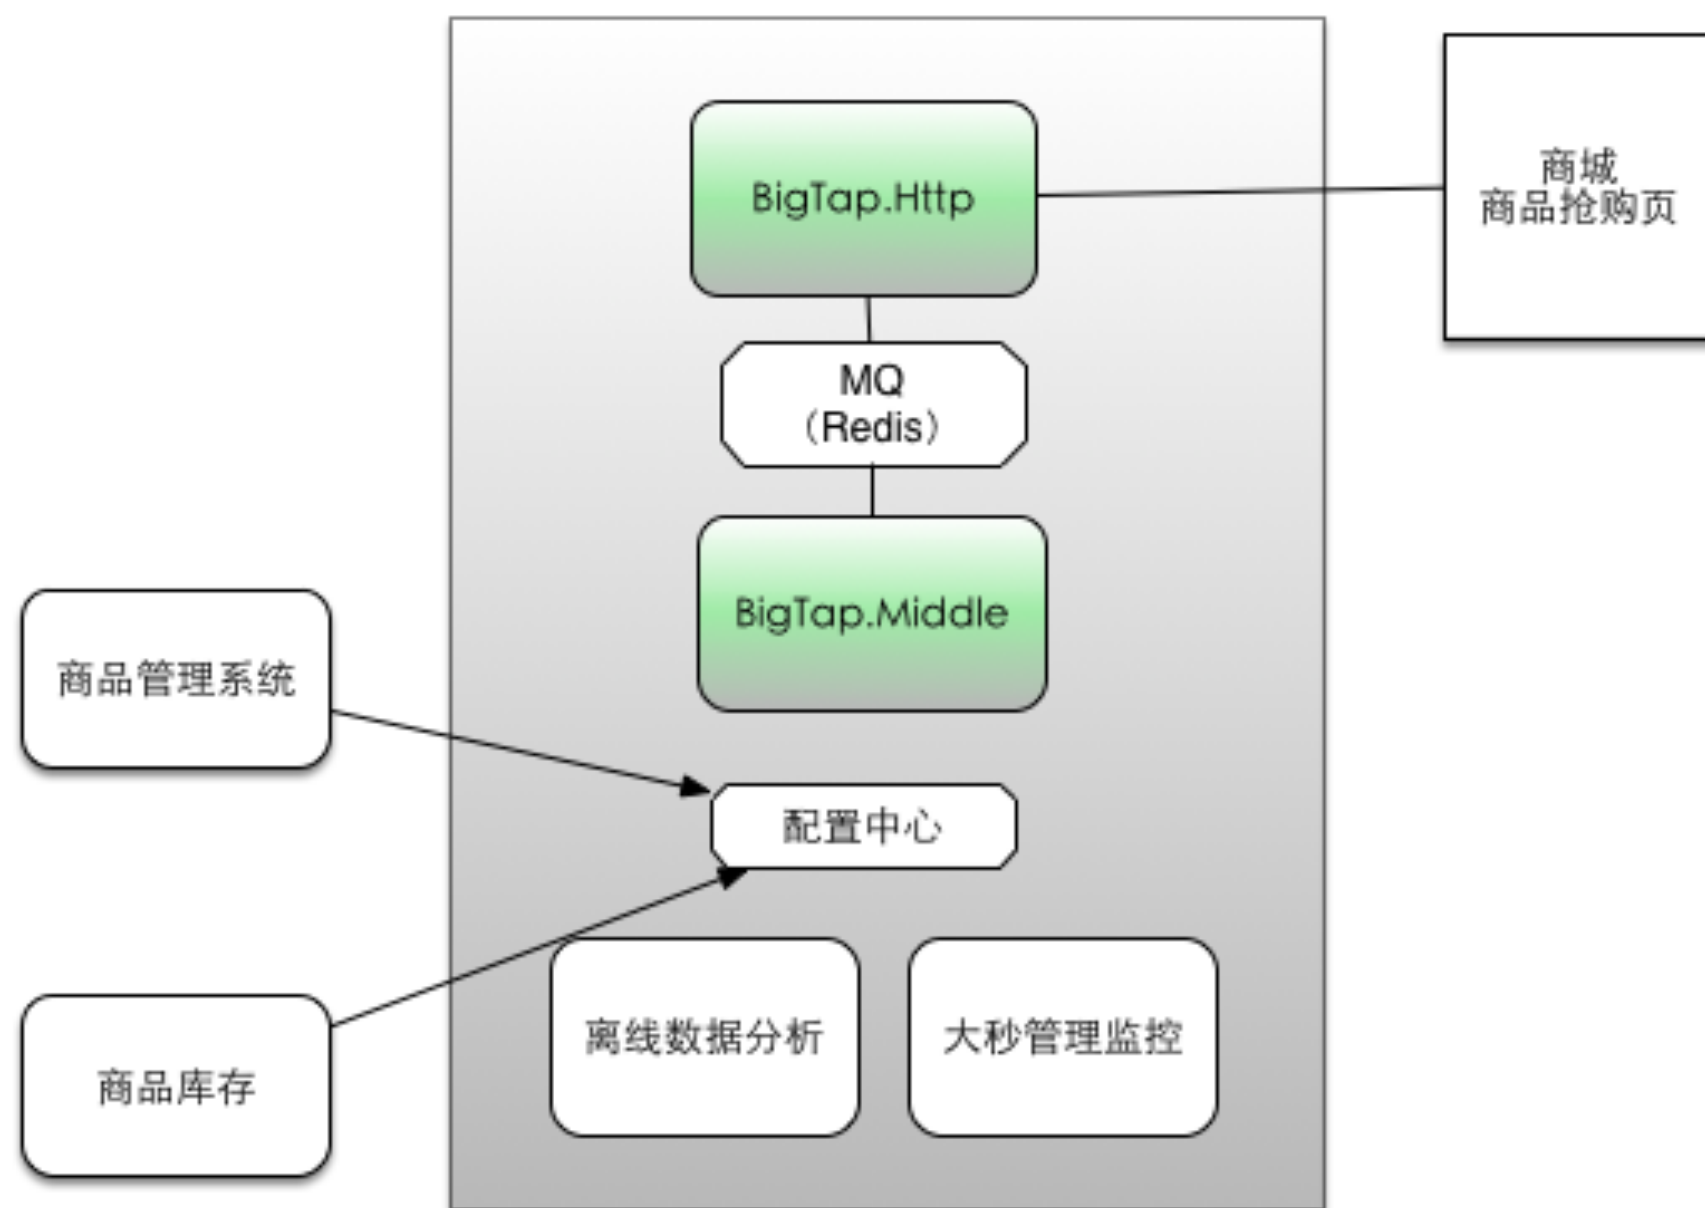 BigTap.Http
商城
商品抢购页
MQ
（Redis）
BigTap.Middle
商品管理系统
配置中心
离线数据分析
大秒管理监控
商品库存